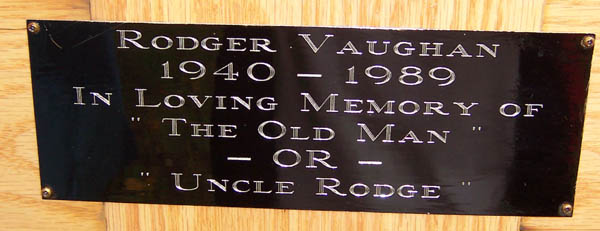 Rodger Vaughan
1940 – 1989
In Loving Memory of
" The Old Man "
– OR –
" Uncle Rodge "